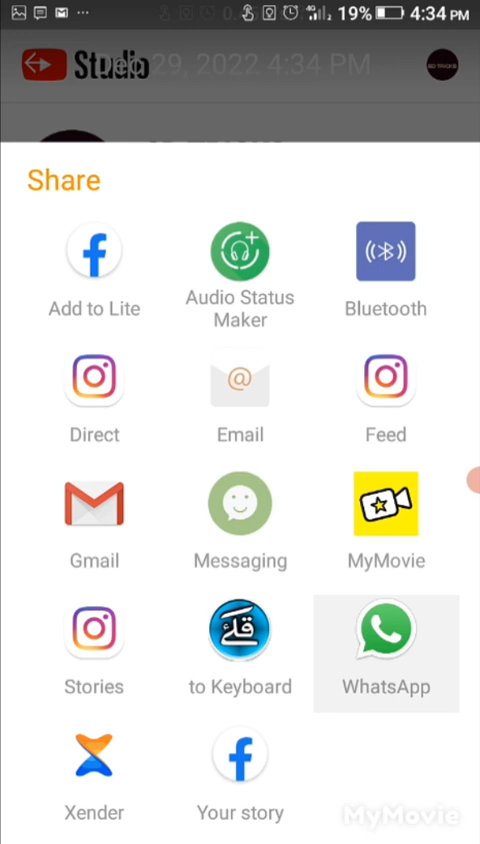 19% 4:34 PM
Studio
Dec 29, 2022 4:34 PM
Share
Add to Lite
Audio Status Maker
Bluetooth
Direct
@
Email
Feed
Gmail
Messaging
MyMovie
Stories
to Keyboard
WhatsApp
Xender
Your story
MyMovie